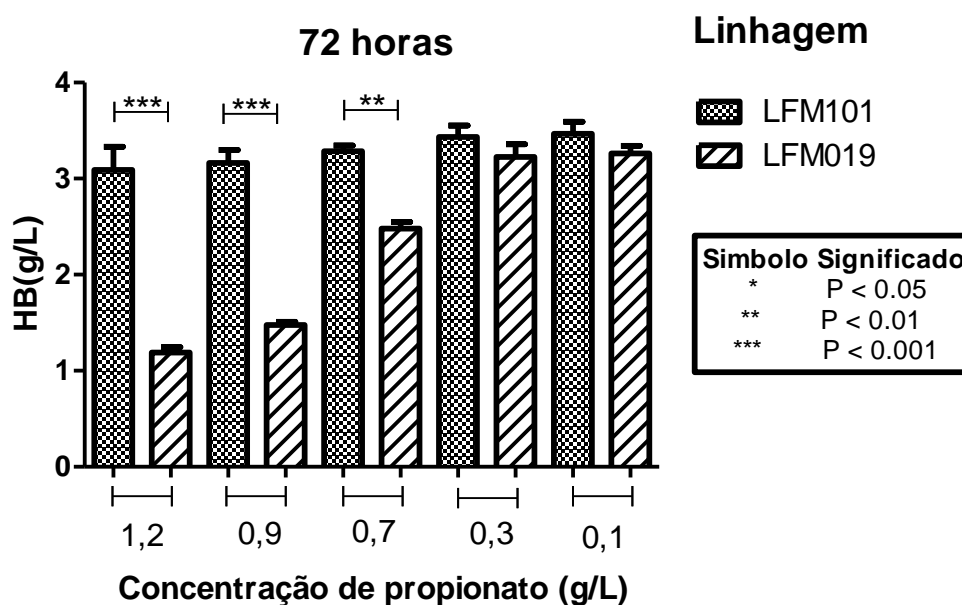 72 horas
Linhagem
LFM101
LFM019
Simbolo Significado
* P < 0.05
** P < 0.01
*** P < 0.001
HB(g/L)
4
3
2
1
0
*** *** **
1,2 0,9 0,7 0,3 0,1
Concentração de propionato (g/L)